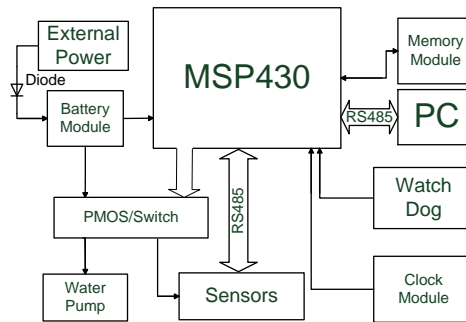 External
Power
Diode
Battery
Module
MSP430
Memory
Module
RS485
PC
PMOS/Switch
RS485
Watch
Dog
Water
Pump
Sensors
Clock
Module